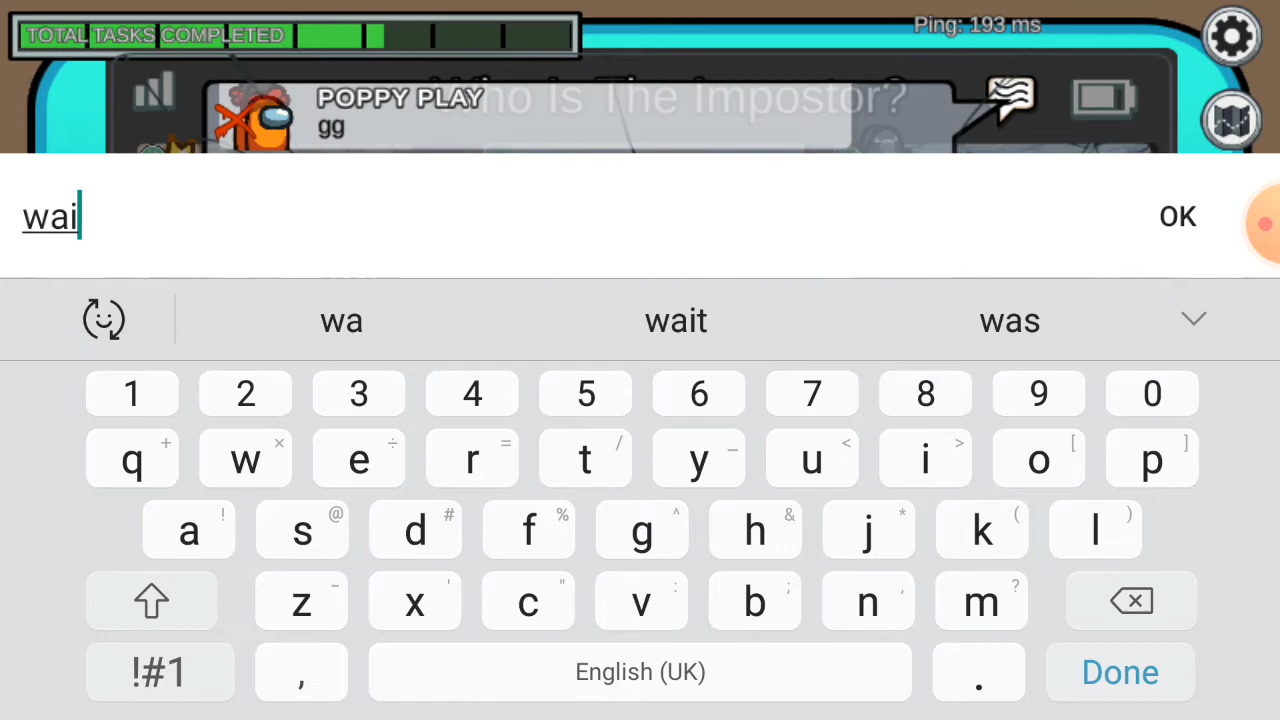 TOTAL TASKS COMPLETED
Ping: 193 ms
Who Is The Impostor?
POPPY PLAY
gg
wai
OK
wa wait was
1 2 3 4 5 6 7 8 9 0
q + w × e ÷ r = t / y _ u < i > o [ p ]
a ! s @ d # f % g ^ h & j * k ( l )
z - x ' c " v : b ; n , m ?
!#1 , English (UK) . Done